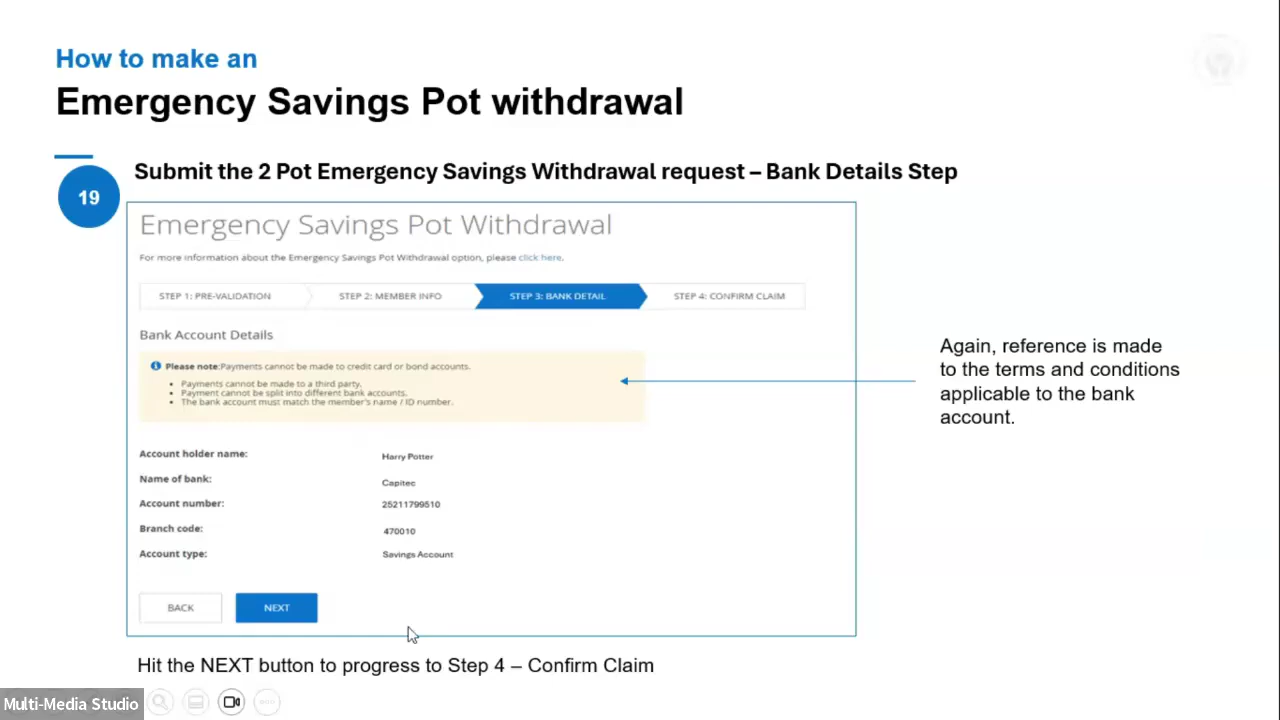 How to make an
Emergency Savings Pot withdrawal
19
Submit the 2 Pot Emergency Savings Withdrawal request – Bank Details Step
Emergency Savings Pot Withdrawal
For more information about the Emergency Savings Pot Withdrawal option, please click here.
STEP 1: PRE-VALIDATION STEP 2: MEMBER INFO STEP 3: BANK DETAIL STEP 4: CONFIRM CLAIM
Bank Account Details
Please note:Payments cannot be made to credit card or bond accounts.
• Payments cannot be made to a third party.
• Payment cannot be split into different bank accounts.
• The bank account must match the member's name / ID number.
Again, reference is made
to the terms and conditions
applicable to the bank
account.
Account holder name: Harry Potter
Name of bank: Capitec
Account number: 25211799510
Branch code: 470010
Account type: Savings Account
BACK NEXT
Hit the NEXT button to progress to Step 4 – Confirm Claim
Multi-Media Studio